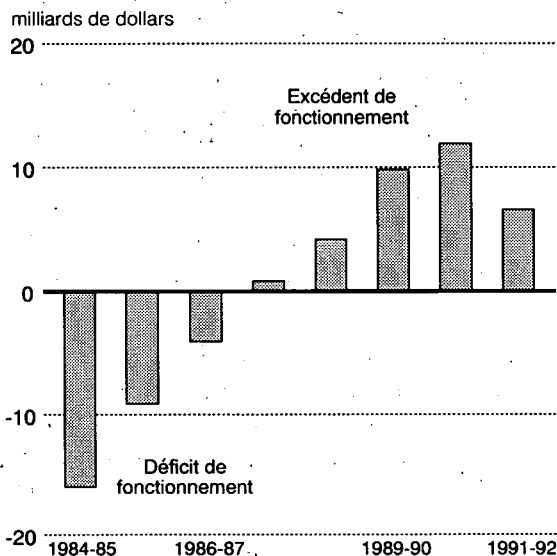 milliards de dollars
20
Excédent de
fonctionnement
10
0
-10
Déficit de
fonctionnement
-20
1984-85 1986-87 1989-90 1991-92